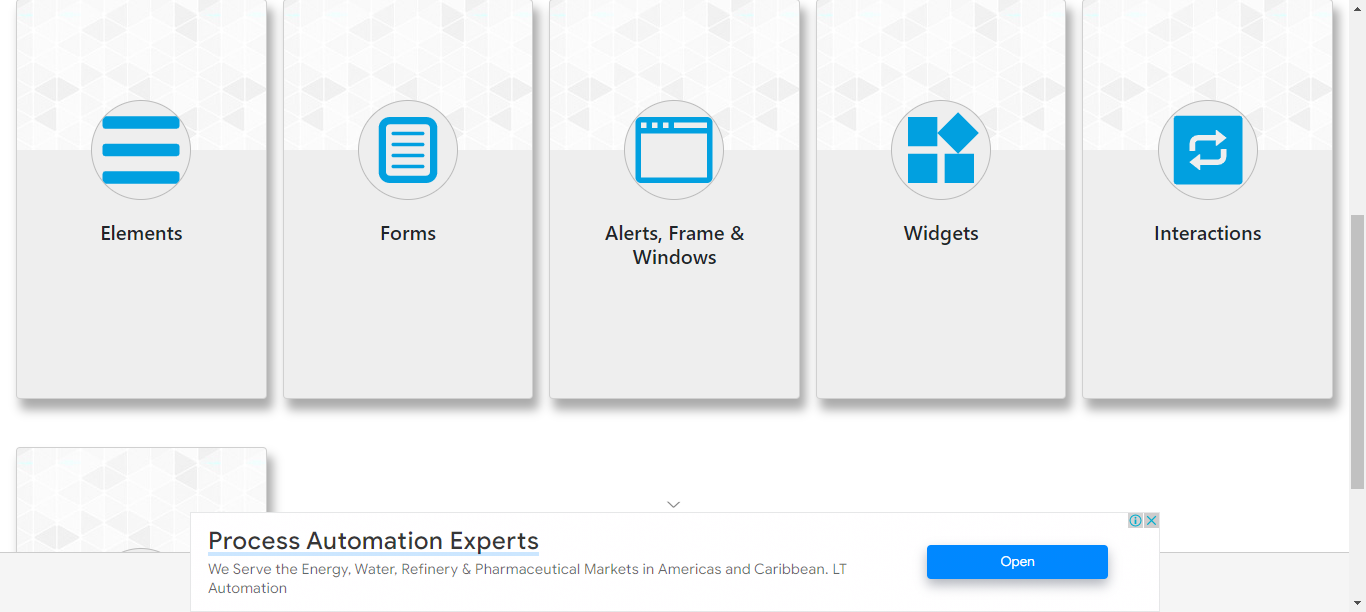 Elements
Forms
Alerts, Frame &
Windows
Widgets
Interactions
Process Automation Experts
We Serve the Energy, Water, Refinery & Pharmaceutical Markets in Americas and Caribbean. LT
Automation
Open